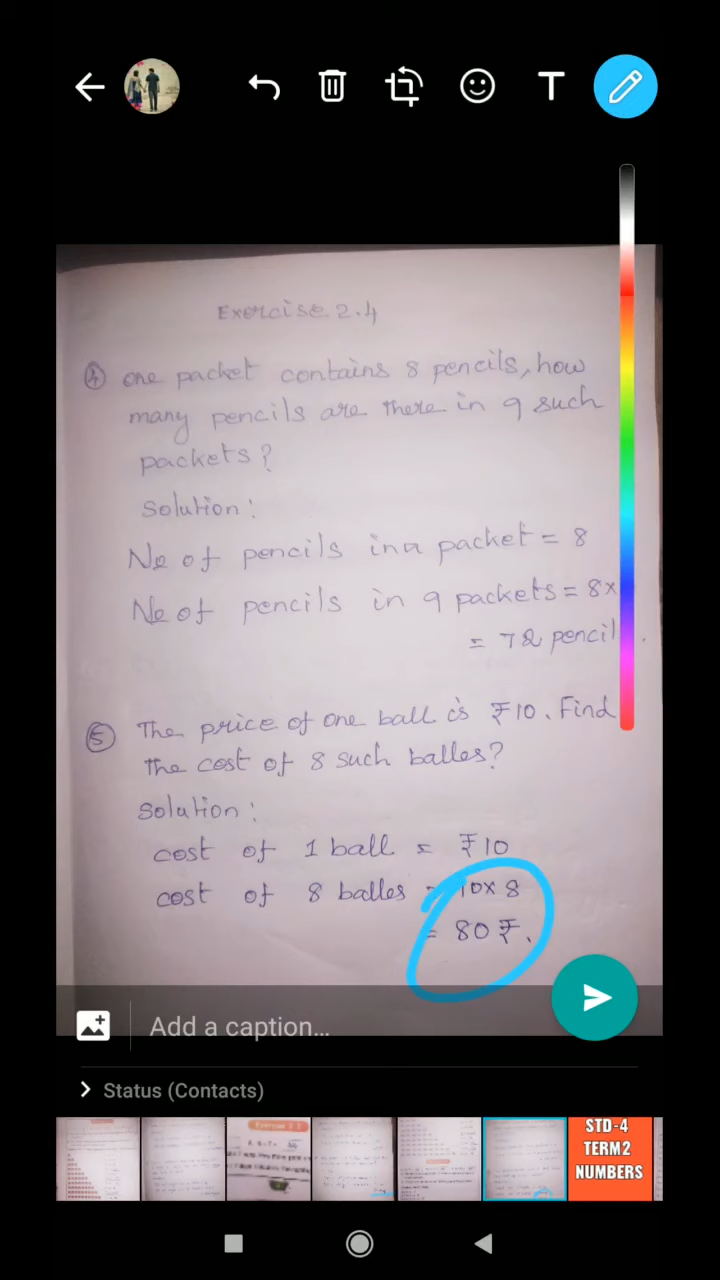 T
Exercise 2.4
4 one packet contains 8 pencils, how
many pencils are there in 9 such
packets?
Solution:
No of pencils in a packet = 8
No of pencils in 9 packets = 8×
= 72 pencil
5 The price of one ball is ₹10. Find
the cost of 8 such balles?
Solution:
cost of 1 ball = ₹10
cost of 8 balles = 10×8
= 80 ₹.
Add a caption...
Status (Contacts)
STD-4
TERM2
NUMBERS